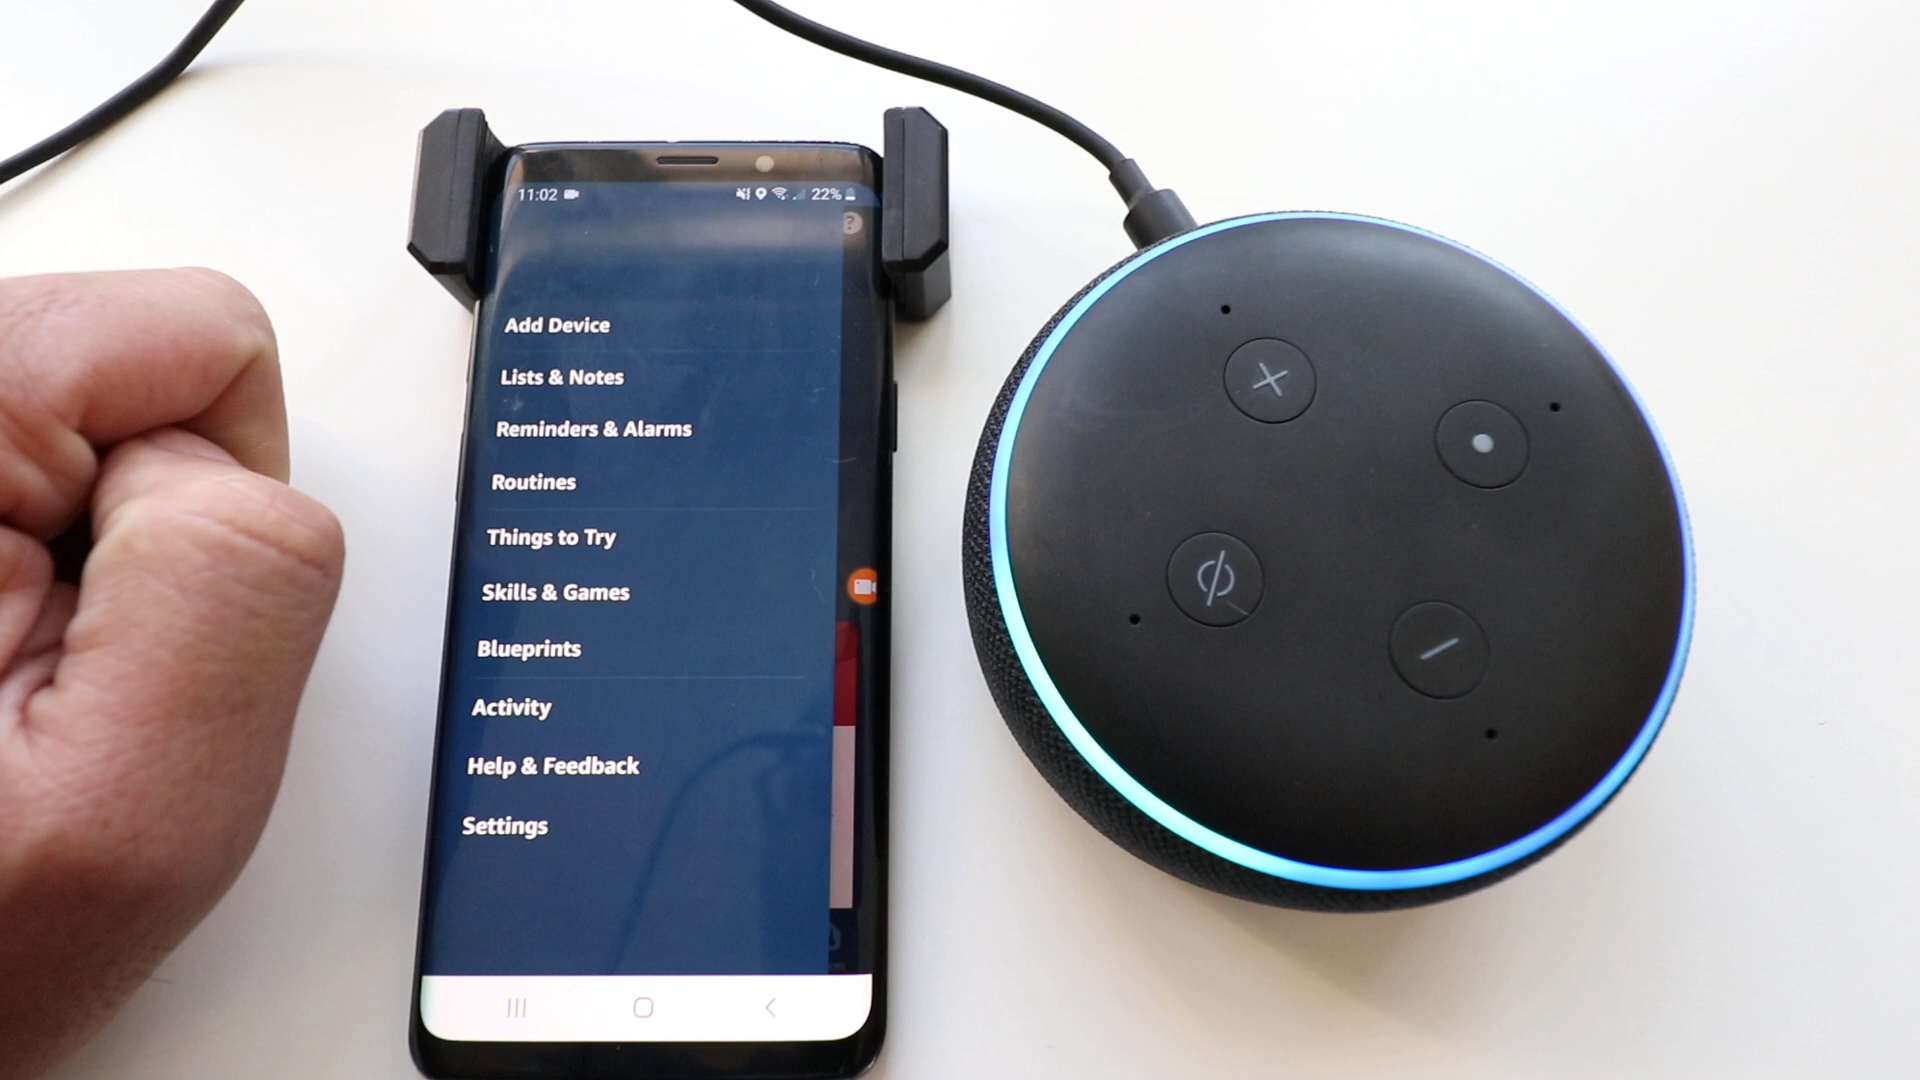 11:02
22%
?
Add Device
Lists & Notes
Reminders & Alarms
Routines
Things to Try
Skills & Games
Blueprints
Activity
Help & Feedback
Settings